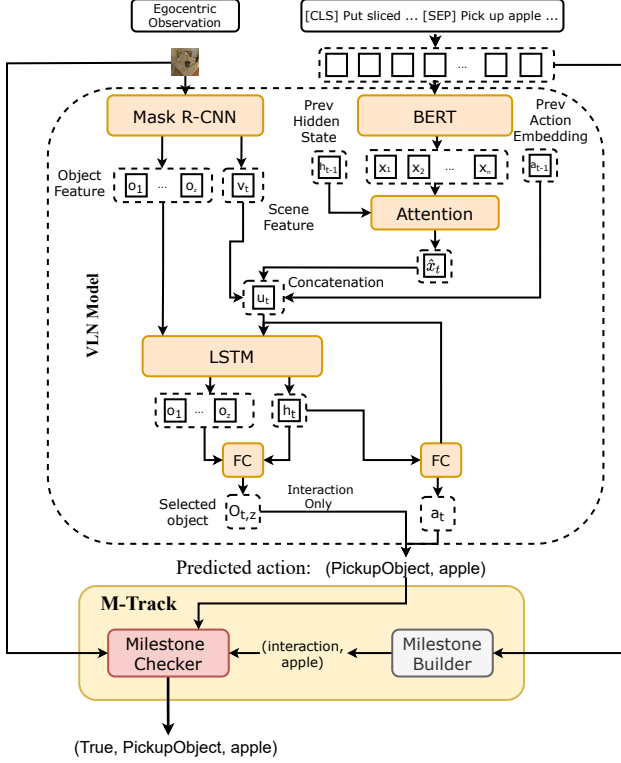 Egocentric
Observation
[CLS] Put sliced ... [SEP] Pick up apple ...
...
Mask R-CNN
BERT
Prev
Hidden
State
Prev
Action
Embedding
Object
Feature
o1 ... oz
vt
ht-1
x1 x2 ... xn
at-1
Scene
Feature
Attention
x̂t
Concatenation
ut
VLN Model
LSTM
o1 ... oz
ht
FC
FC
Selected
object
Ot,z
Interaction
Only
at
Predicted action: (PickupObject, apple)
M-Track
Milestone
Checker
(interaction,
apple)
Milestone
Builder
(True, PickupObject, apple)